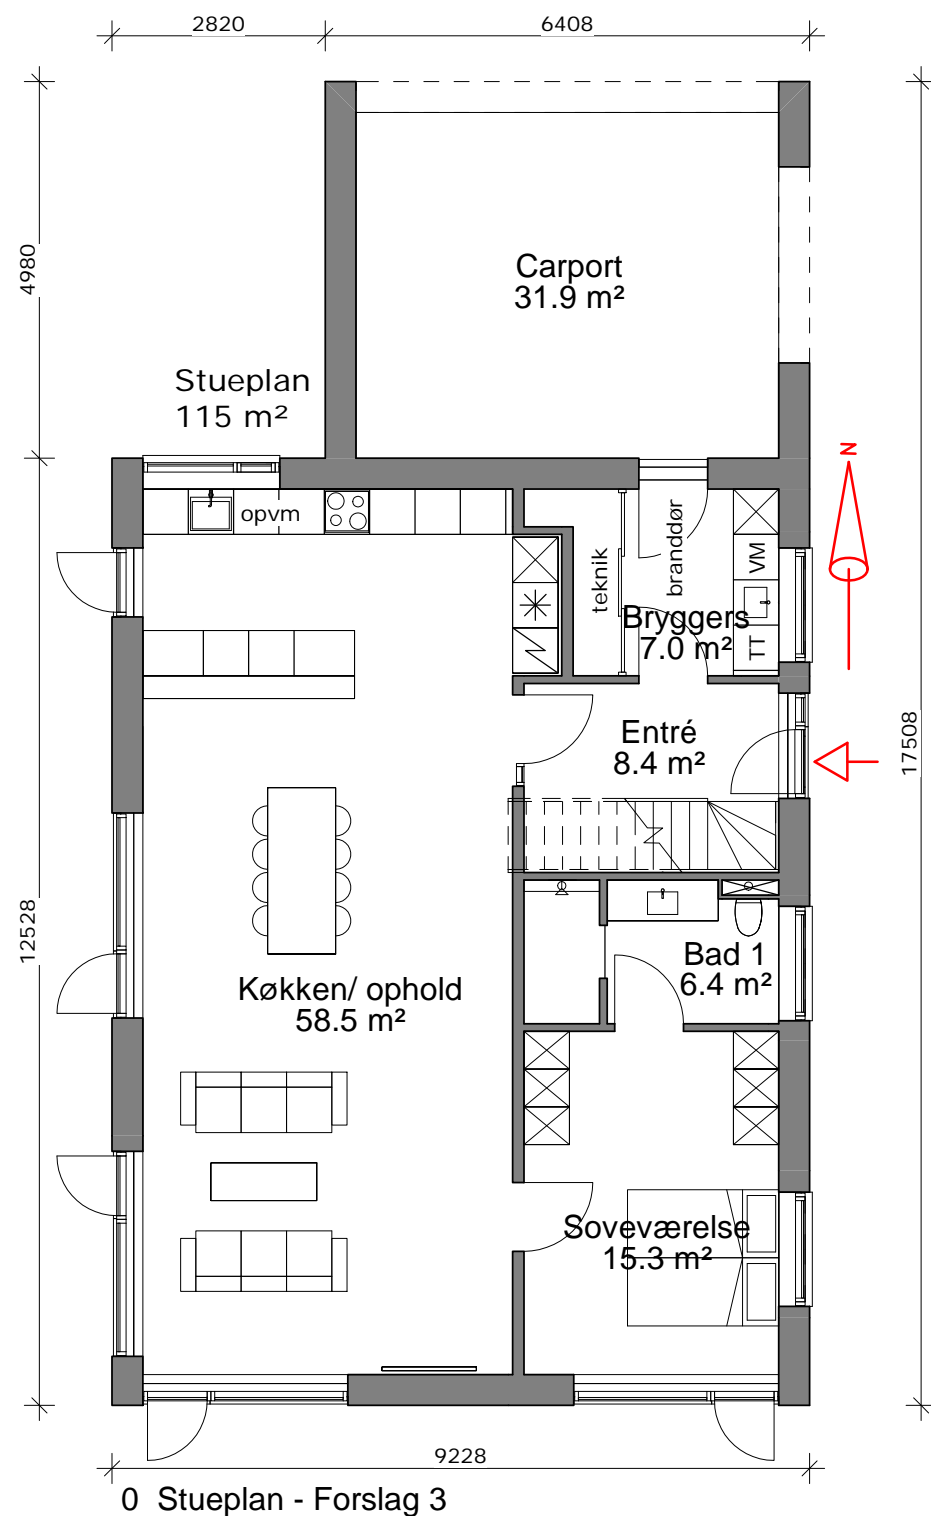 2820
6408
4980
Carport
31.9 m²
Stueplan
115 m²
N
opvm
teknik
branddør
VM
Bryggers
7.0 m²
TT
Entré
8.4 m²
17508
12528
Bad 1
6.4 m²
Køkken/ ophold
58.5 m²
Soveværelse
15.3 m²
9228
0 Stueplan - Forslag 3